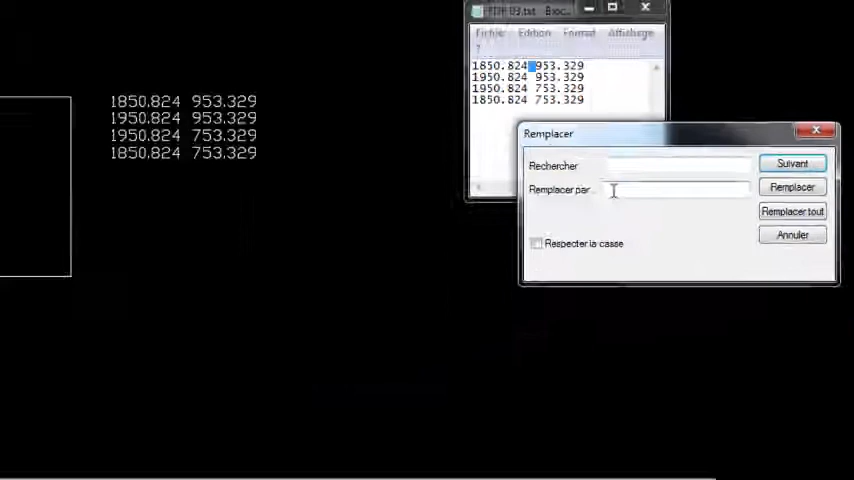 1850.824 953.329
1950.824 953.329
1950.824 753.329
1850.824 753.329
03.txt
Fichier Edition Format Affichage
?
1850.824 953.329
1950.824 953.329
1950.824 753.329
1850.824 753.329
Remplacer
Rechercher
Suivant
Remplacer par
Remplacer
Remplacer tout
Annuler
Respecter la casse